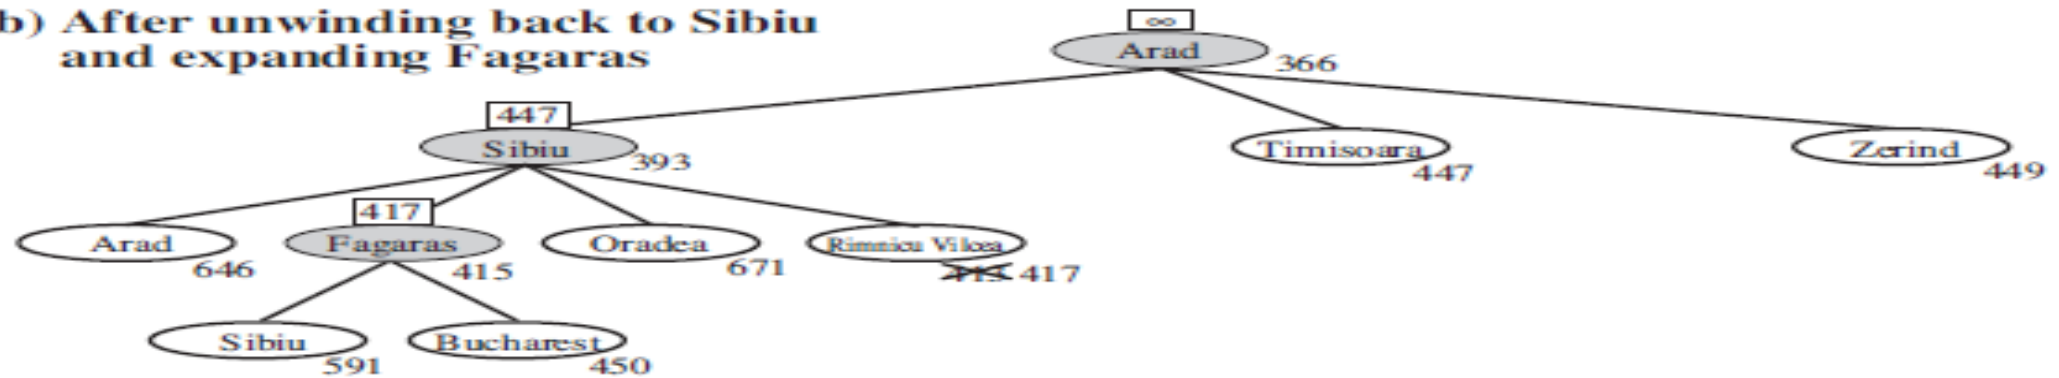 b) After unwinding back to Sibiu
and expanding Fagaras
∞
Arad
366
447
Sibiu
393
Timisoara
447
Zerind
449
417
Arad
646
Fagaras
415
Oradea
671
Rimnicu Vilcea
413 417
Sibiu
591
Bucharest
450